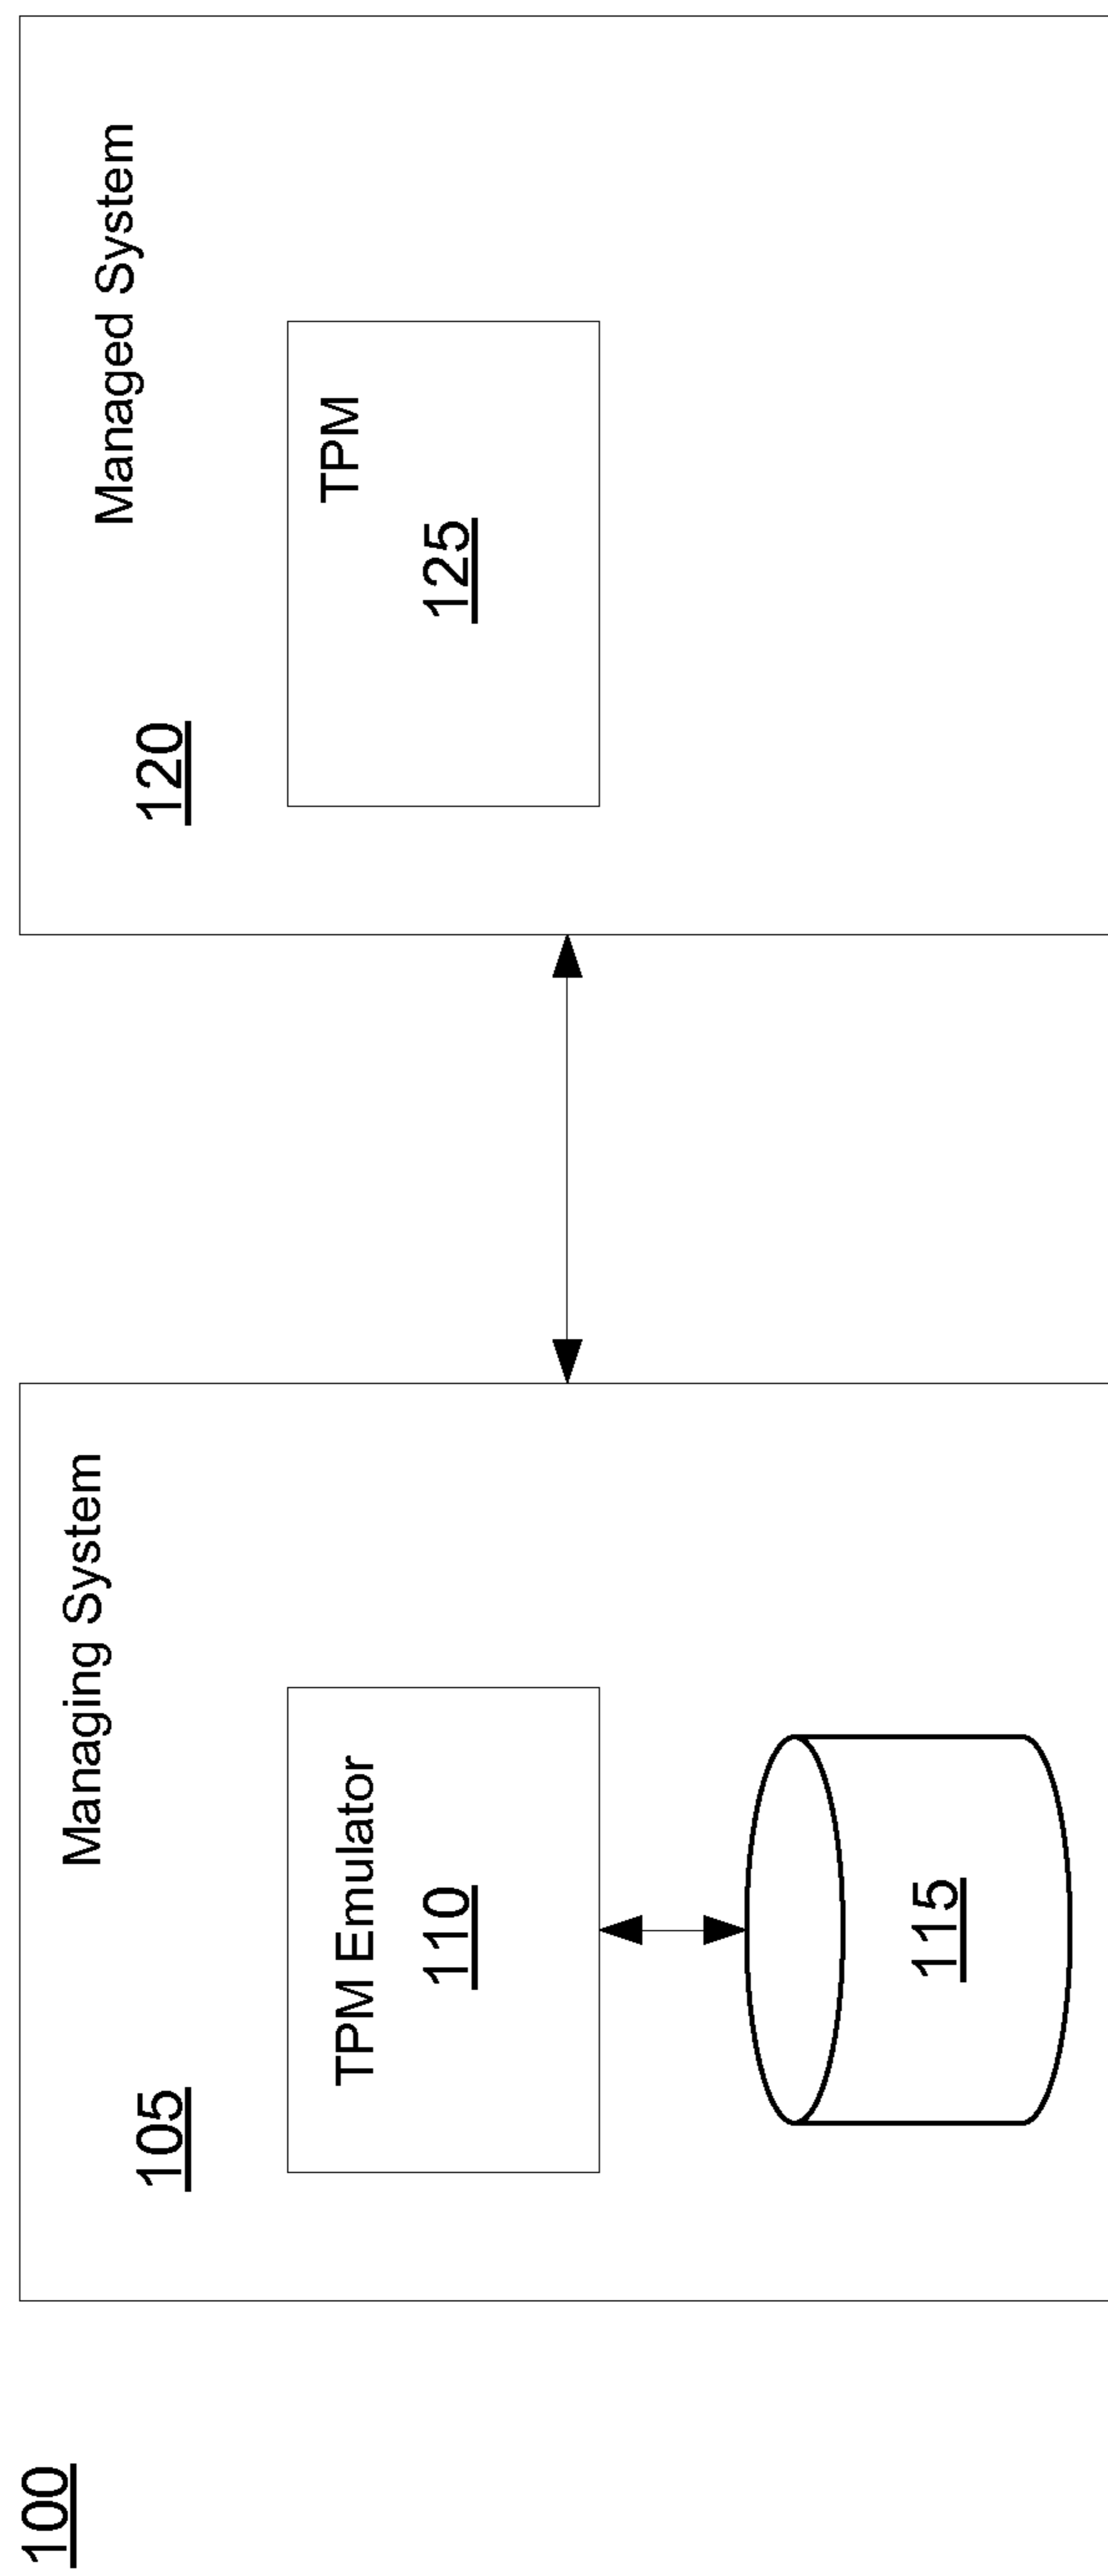 100
Managing System
105
TPM Emulator
110
115
Managed System
120
TPM
125